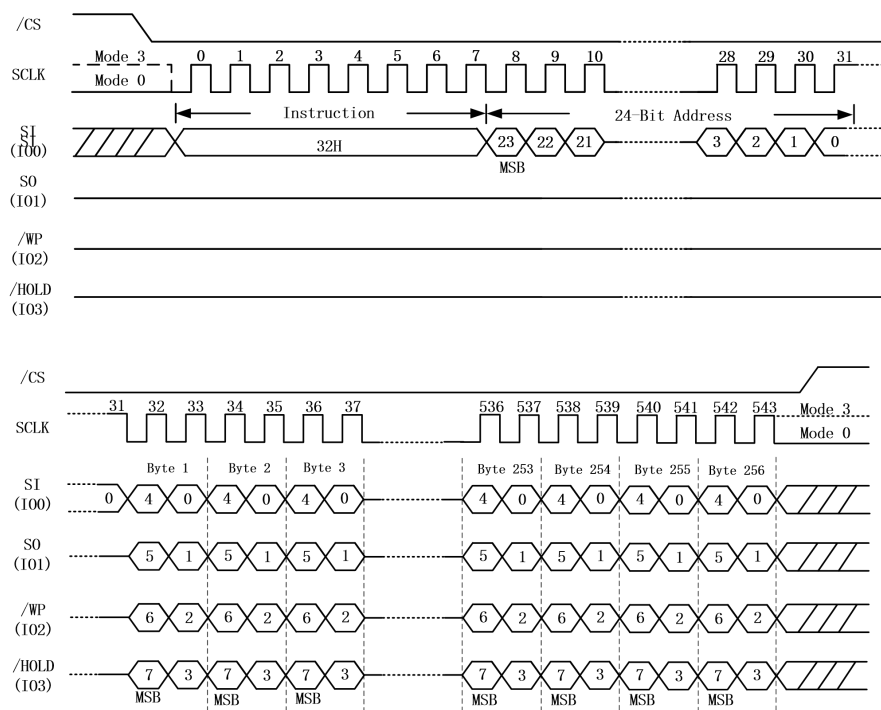 /CS
Mode 3
0 1 2 3 4 5 6 7 8 9 10 28 29 30 31
SCLK
Mode 0
Instruction 24-Bit Address
SI
SI
(IO0)
32H 23 22 21 3 2 1 0
MSB
SO
(IO1)
/WP
(IO2)
/HOLD
(IO3)
/CS
31 32 33 34 35 36 37 536 537 538 539 540 541 542 543 Mode 3
SCLK
Mode 0
Byte 1 Byte 2 Byte 3 Byte 253 Byte 254 Byte 255 Byte 256
SI
(IO0)
0 4 0 4 0 4 0 4 0 4 0 4 0 4 0
SO
(IO1)
5 1 5 1 5 1 5 1 5 1 5 1 5 1
/WP
(IO2)
6 2 6 2 6 2 6 2 6 2 6 2 6 2
/HOLD
(IO3)
7 3 7 3 7 3 7 3 7 3 7 3 7 3
MSB MSB MSB MSB MSB MSB MSB